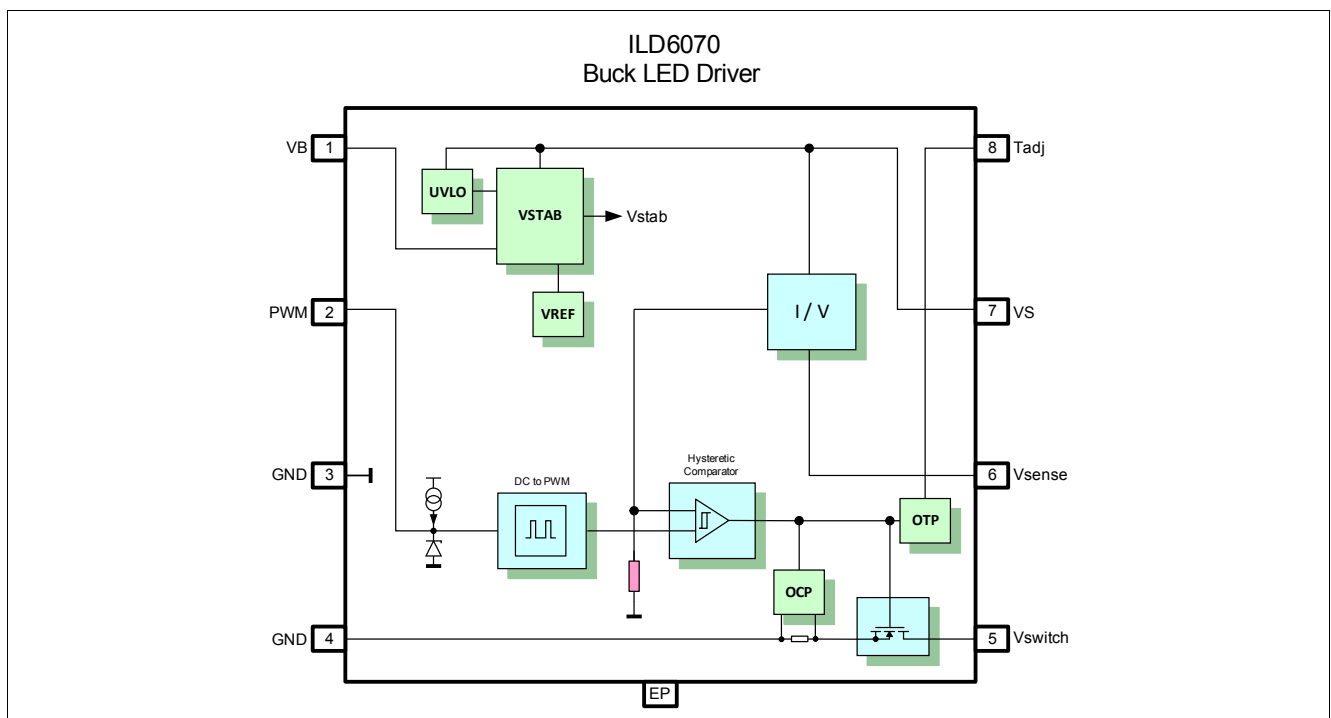 ILD6070
Buck LED Driver
VB 1
8 Tadj
UVLO
VSTAB
Vstab
VREF
I / V
PWM 2
7 VS
Hysteretic
Comparator
DC to PWM
GND 3
6 Vsense
OTP
OCP
GND 4
5 Vswitch
EP